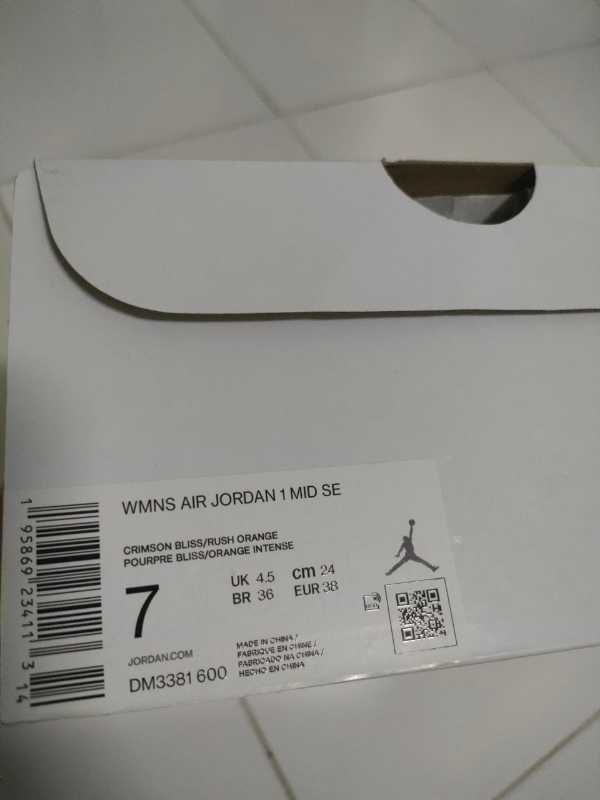 WMNS AIR JORDAN 1 MID SE
CRIMSON BLISS/RUSH ORANGE
POURPRE BLISS/ORANGE INTENSE
7
UK 4.5 cm 24
BR 36 EUR 38
JORDAN.COM
DM3381 600
MADE IN CHINA /
FABRIQUE EN CHINE /
FABRICADO NA CHINA /
HECHO EN CHINA
1 95869 23411 3 14